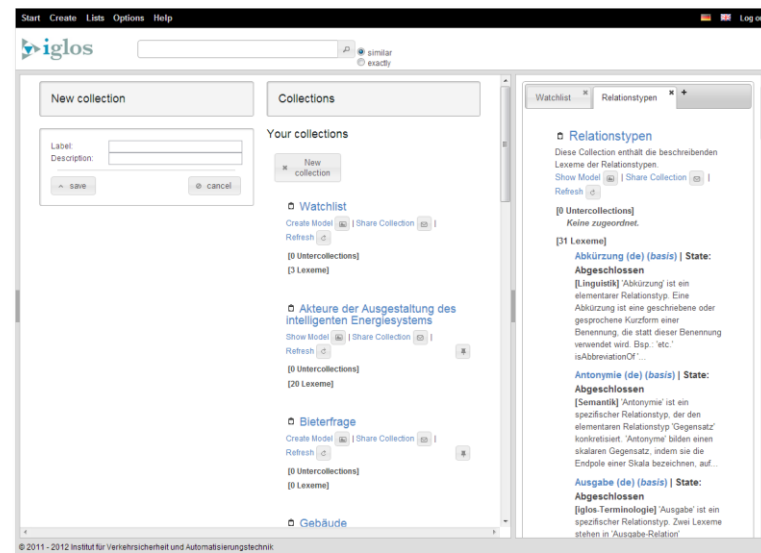 Start Create Lists Options Help
Log o
iglos
similar
exactly
New collection
Label:
Description:
save
cancel
Collections
Your collections
New
collection
Watchlist
Create Model | Share Collection |
Refresh
[0 Untercollections]
[3 Lexeme]
Akteure der Ausgestaltung des
intelligenten Energiesystems
Show Model | Share Collection |
Refresh
[0 Untercollections]
[20 Lexeme]
Bieterfrage
Create Model | Share Collection |
Refresh
[0 Untercollections]
[0 Lexeme]
Gebäude
Watchlist
Relationstypen
Relationstypen
Diese Collection enthält die beschreibenden
Lexeme der Relationstypen.
Show Model | Share Collection |
Refresh
[0 Untercollections]
Keine zugeordnet.
[31 Lexeme]
Abkürzung (de) (basis) | State:
Abgeschlossen
[Linguistik] 'Abkürzung' ist ein
elementarer Relationstyp. Eine
Abkürzung ist eine geschriebene oder
gesprochene Kurzform einer
Benennung, die statt dieser Benennung
verwendet wird. Bsp.: 'etc.'
isAbbreviationOf '...
Antonymie (de) (basis) | State:
Abgeschlossen
[Semantik] 'Antonymie' ist ein
spezifischer Relationstyp, der den
elementaren Relationstyp 'Gegensatz'
konkretisiert. 'Antonyme' bilden einen
skalaren Gegensatz, indem sie die
Endpole einer Skala bezeichnen, auf...
Ausgabe (de) (basis) | State:
Abgeschlossen
[iglos-Terminologie] 'Ausgabe' ist ein
spezifischer Relationstyp. Zwei Lexeme
stehen in 'Ausgabe-Relation'
© 2011 - 2012 Institut für Verkehrsicherheit und Automatisierungstechnik